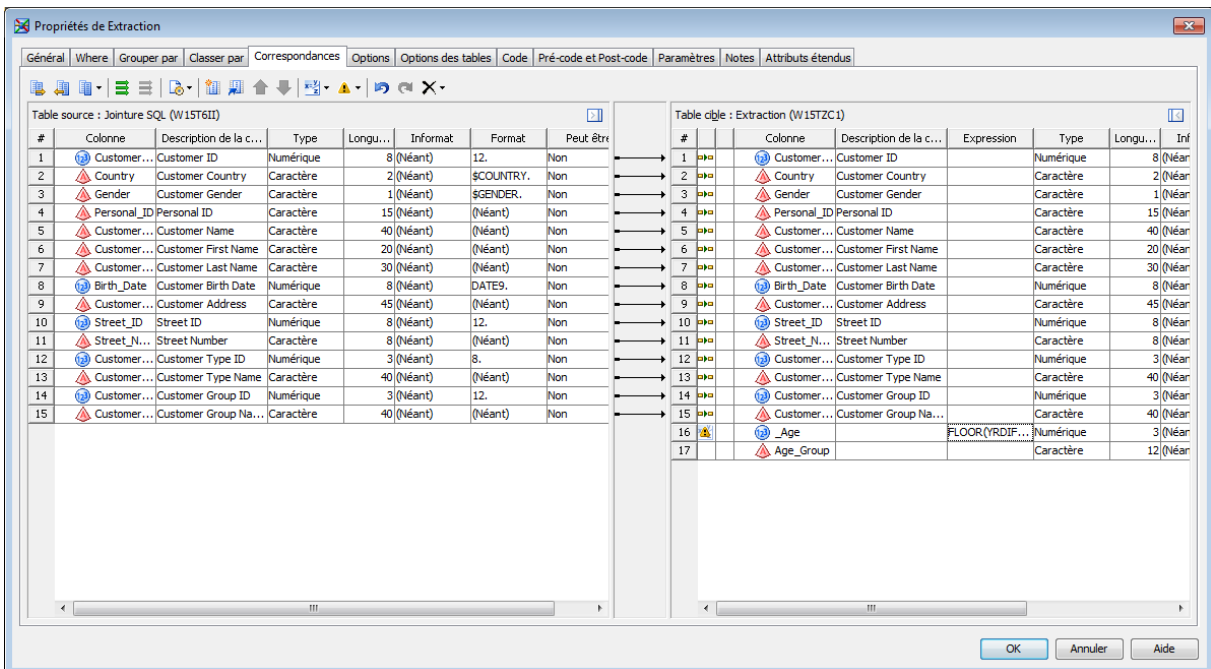 Propriétés de Extraction
Général Where Grouper par Classer par Correspondances Options Options des tables Code Pré-code et Post-code Paramètres Notes Attributs étendus
Table source : Jointure SQL (W15T6II)
# Colonne Description de la c... Type Longu... Informat Format Peut être
1 Customer... Customer ID Numérique 8 (Néant) 12. Non
2 Country Customer Country Caractère 2 (Néant) $COUNTRY. Non
3 Gender Customer Gender Caractère 1 (Néant) $GENDER. Non
4 Personal_ID Personal ID Caractère 15 (Néant) (Néant) Non
5 Customer... Customer Name Caractère 40 (Néant) (Néant) Non
6 Customer... Customer First Name Caractère 20 (Néant) (Néant) Non
7 Customer... Customer Last Name Caractère 30 (Néant) (Néant) Non
8 Birth_Date Customer Birth Date Numérique 8 (Néant) DATE9. Non
9 Customer... Customer Address Caractère 45 (Néant) (Néant) Non
10 Street_ID Street ID Numérique 8 (Néant) 12. Non
11 Street_N... Street Number Caractère 8 (Néant) (Néant) Non
12 Customer... Customer Type ID Numérique 3 (Néant) 8. Non
13 Customer... Customer Type Name Caractère 40 (Néant) (Néant) Non
14 Customer... Customer Group ID Numérique 3 (Néant) 12. Non
15 Customer... Customer Group Na... Caractère 40 (Néant) (Néant) Non
Table cible : Extraction (W15TZC1)
# Colonne Description de la c... Expression Type Longu... Inf
1 Customer... Customer ID Numérique 8 (Néan
2 Country Customer Country Caractère 2 (Néan
3 Gender Customer Gender Caractère 1 (Néan
4 Personal_ID Personal ID Caractère 15 (Néan
5 Customer... Customer Name Caractère 40 (Néan
6 Customer... Customer First Name Caractère 20 (Néan
7 Customer... Customer Last Name Caractère 30 (Néan
8 Birth_Date Customer Birth Date Numérique 8 (Néan
9 Customer... Customer Address Caractère 45 (Néan
10 Street_ID Street ID Numérique 8 (Néan
11 Street_N... Street Number Caractère 8 (Néan
12 Customer... Customer Type ID Numérique 3 (Néan
13 Customer... Customer Type Name Caractère 40 (Néan
14 Customer... Customer Group ID Numérique 3 (Néan
15 Customer... Customer Group Na... Caractère 40 (Néan
16 _Age FLOOR(YRDIF... Numérique 3 (Néan
17 Age_Group Caractère 12 (Néan
OK Annuler Aide